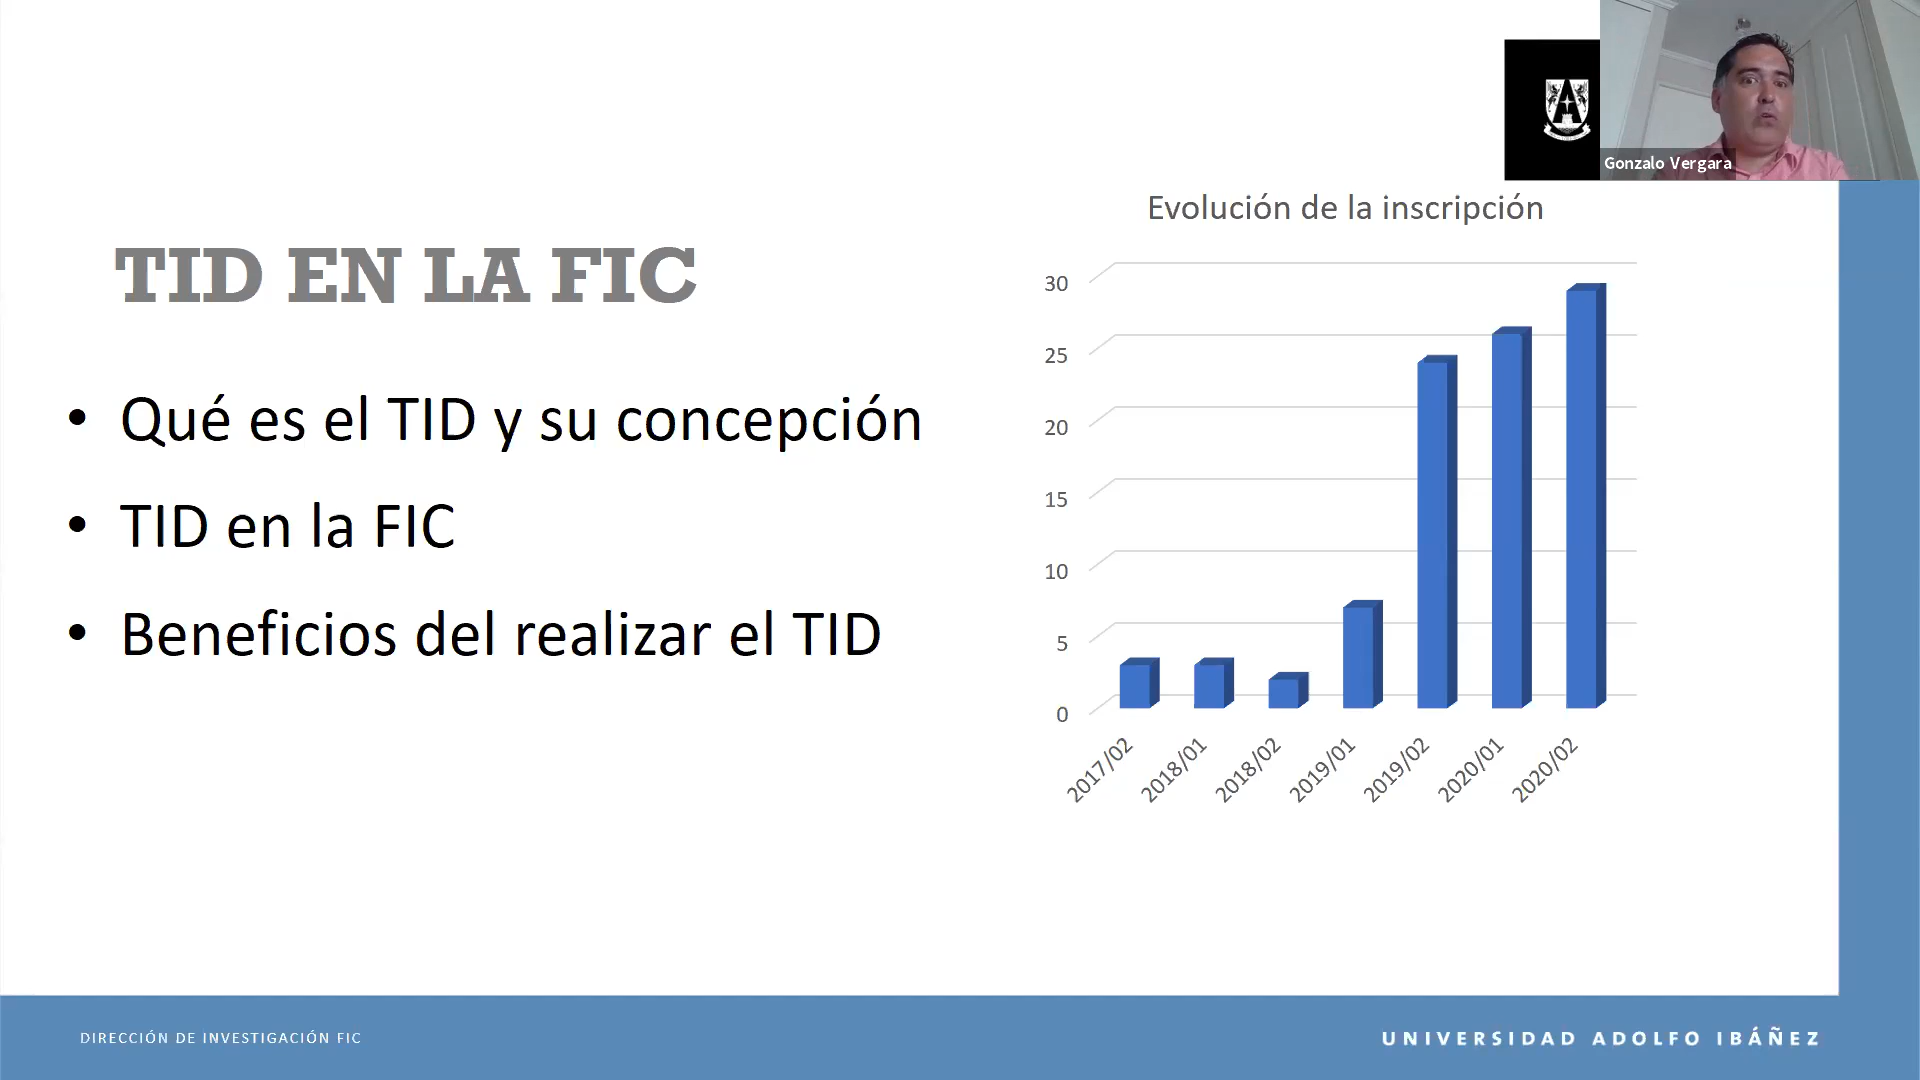 Gonzalo Vergara
TID EN LA FIC
• Qué es el TID y su concepción
• TID en la FIC
• Beneficios del realizar el TID
Evolución de la inscripción
30
25
20
15
10
5
0
2017/02
2018/01
2018/02
2019/01
2019/02
2020/01
2020/02
DIRECCIÓN DE INVESTIGACIÓN FIC
UNIVERSIDAD ADOLFO IBÁÑEZ